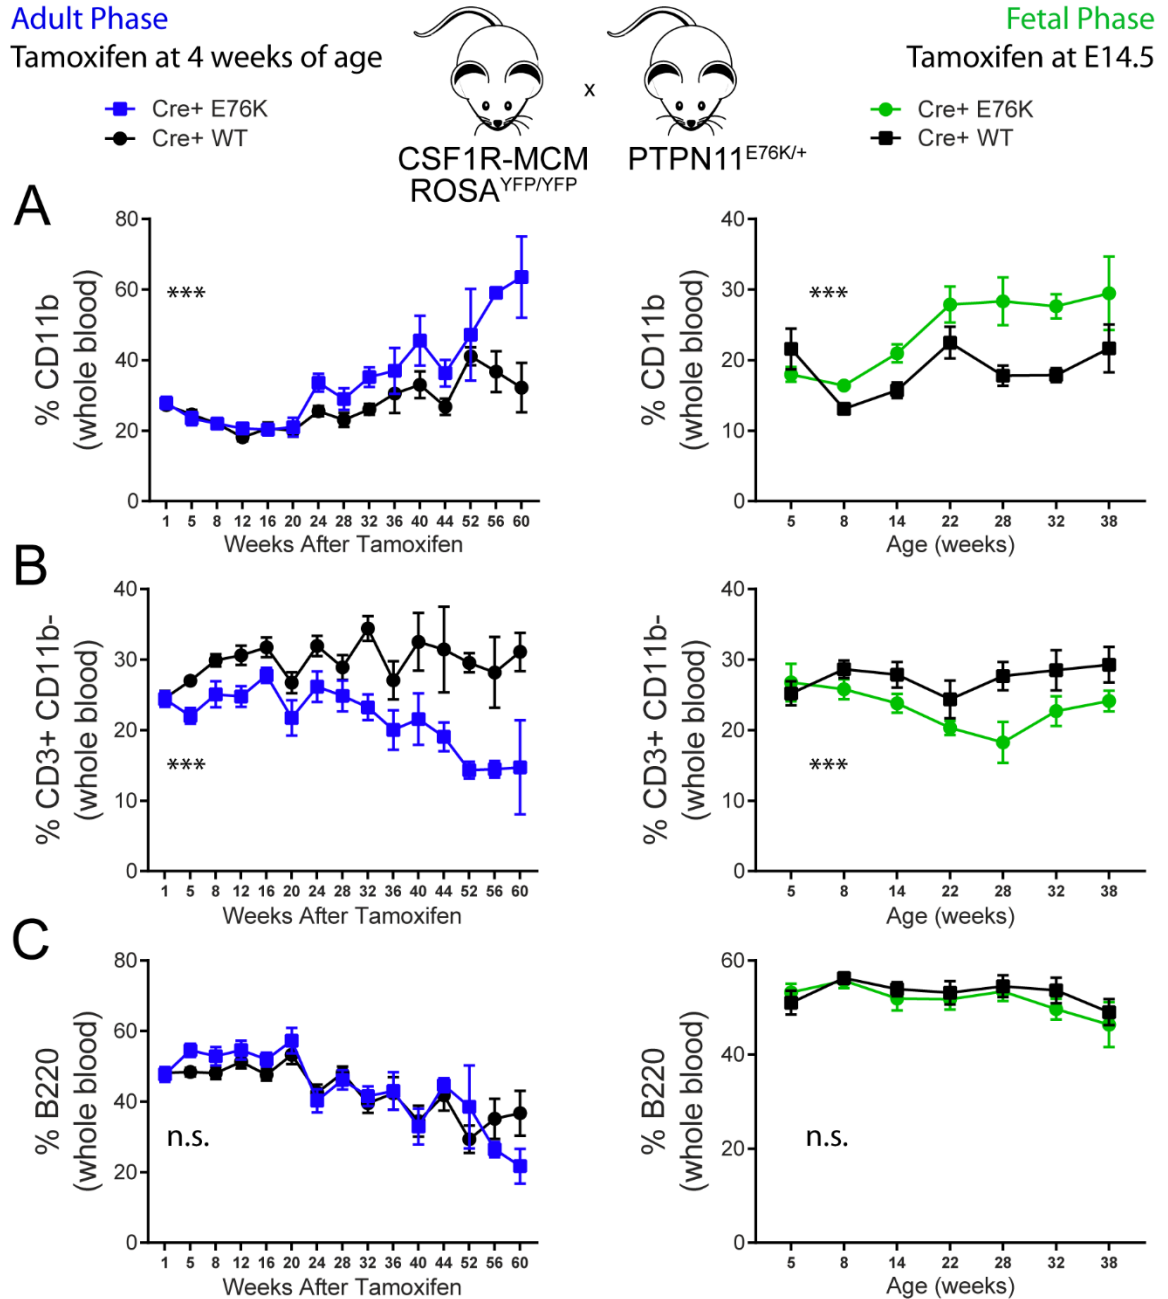 Adult Phase
Tamoxifen at 4 weeks of age
Cre+ E76K
Cre+ WT
x
CSF1R-MCM
ROSA^YFP/YFP
PTPN11^E76K/+
Fetal Phase
Tamoxifen at E14.5
Cre+ E76K
Cre+ WT
A
% CD11b
(whole blood)
80
60
40
20
0
***
1 5 8 12 16 20 24 28 32 36 40 44 52 56 60
Weeks After Tamoxifen
% CD11b
(whole blood)
40
30
20
10
0
***
5 8 14 22 28 32 38
Age (weeks)
B
% CD3+ CD11b-
(whole blood)
40
30
20
10
0
***
1 5 8 12 16 20 24 28 32 36 40 44 52 56 60
Weeks After Tamoxifen
% CD3+ CD11b-
(whole blood)
40
30
20
10
0
***
5 8 14 22 28 32 38
Age (weeks)
C
% B220
(whole blood)
80
60
40
20
0
n.s.
1 5 8 12 16 20 24 28 32 36 40 44 52 56 60
Weeks After Tamoxifen
% B220
(whole blood)
60
40
20
0
n.s.
5 8 14 22 28 32 38
Age (weeks)